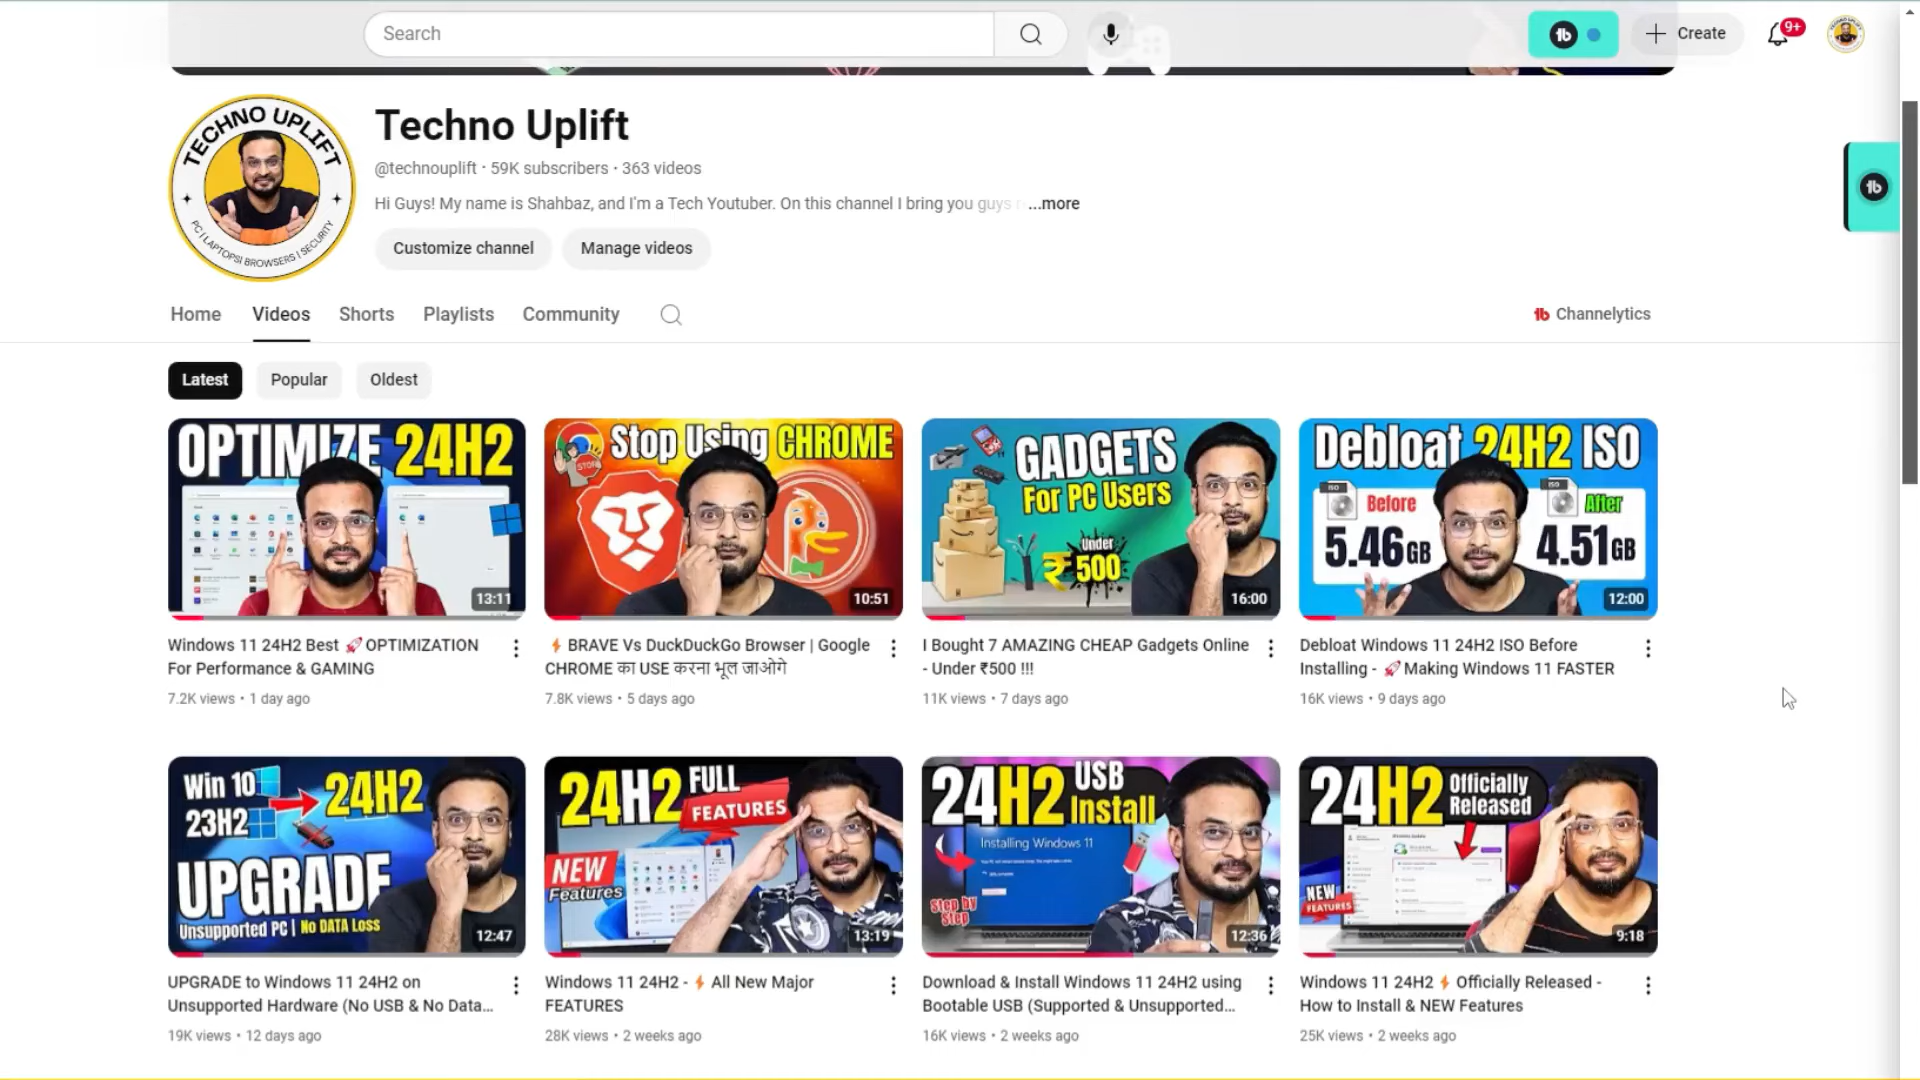 Search
Create
9+
TECHNO UPLIFT
PC | LAPTOPS | BROWSERS | SECURITY
Techno Uplift
@technouplift · 59K subscribers · 363 videos
Hi Guys! My name is Shahbaz, and I'm a Tech Youtuber. On this channel I bring you guys ...more
Customize channel Manage videos
Home Videos Shorts Playlists Community
Channelytics
Latest Popular Oldest
OPTIMIZE 24H2
13:11
Stop Using CHROME
STOP
10:51
GADGETS
For PC Users
Under
₹500
16:00
Debloat 24H2 ISO
ISO Before
5.46GB
ISO After
4.51GB
12:00
Windows 11 24H2 Best 🚀OPTIMIZATION
For Performance & GAMING
7.2K views · 1 day ago
⚡ BRAVE Vs DuckDuckGo Browser | Google
CHROME का USE करना भूल जाओगे
7.8K views · 5 days ago
I Bought 7 AMAZING CHEAP Gadgets Online
- Under ₹500 !!!
11K views · 7 days ago
Debloat Windows 11 24H2 ISO Before
Installing - 🚀Making Windows 11 FASTER
16K views · 9 days ago
Win 10
23H2
24H2
UPGRADE
Unsupported PC | No DATA Loss
12:47
24H2 FULL
FEATURES
NEW
Features
13:19
24H2 USB
Install
Installing Windows 11
Step by
Step
12:36
24H2 Officially
Released
NEW
FEATURES
9:18
UPGRADE to Windows 11 24H2 on
Unsupported Hardware (No USB & No Data...
19K views · 12 days ago
Windows 11 24H2 - ⚡ All New Major
FEATURES
28K views · 2 weeks ago
Download & Install Windows 11 24H2 using
Bootable USB (Supported & Unsupported...
16K views · 2 weeks ago
Windows 11 24H2 ⚡ Officially Released -
How to Install & NEW Features
25K views · 2 weeks ago